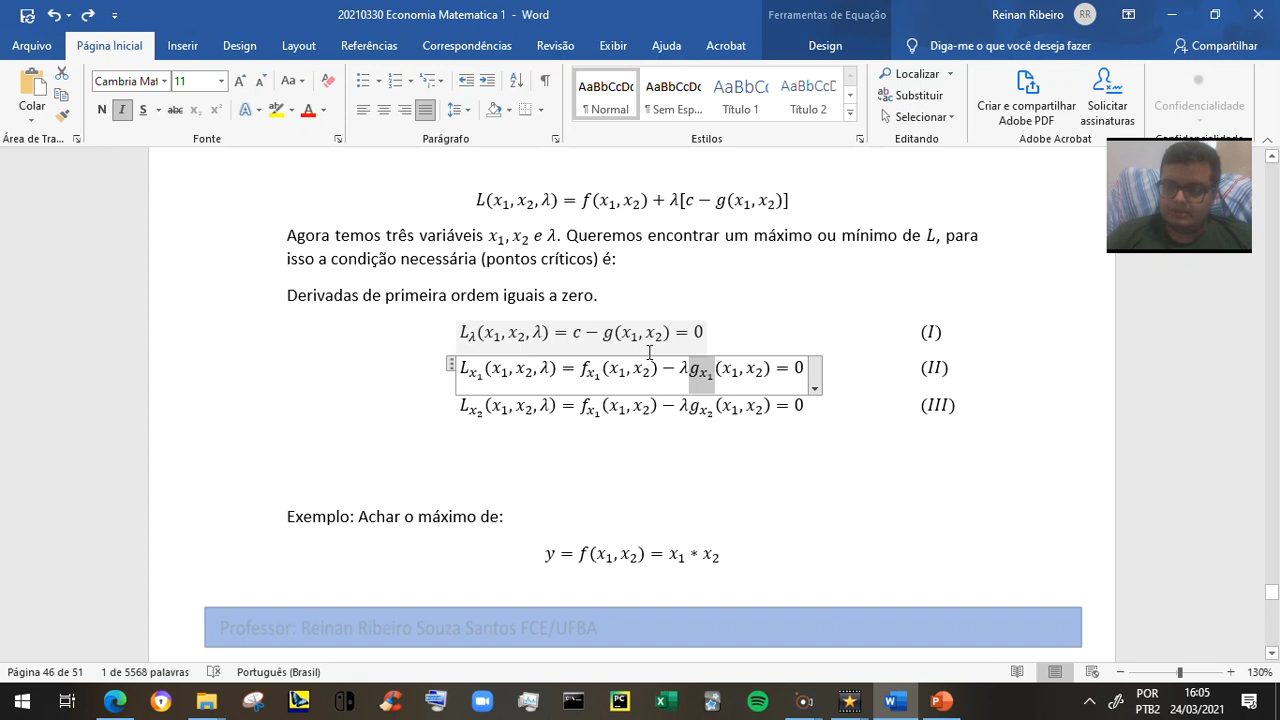 20210330 Economia Matematica 1 - Word
Ferramentas de Equação
Reinan Ribeiro
RR
Arquivo
Página Inicial
Inserir
Design
Layout
Referências
Correspondências
Revisão
Exibir
Ajuda
Acrobat
Design
Diga-me o que você deseja fazer
Compartilhar
Colar
Cambria Mat
11
N I S abc x₂ x²
AaBbCcDc
¶ Normal
AaBbCcDc
¶ Sem Esp...
AaBbC
Título 1
AaBbCcD
Título 2
Localizar
Substituir
Selecionar
Criar e compartilhar
Adobe PDF
Solicitar
assinaturas
Confidencialidade
Área de Tra...
Fonte
Parágrafo
Estilos
Editando
Adobe Acrobat
L(x₁, x₂, λ) = f(x₁, x₂) + λ[c − g(x₁, x₂)]
Agora temos três variáveis x₁, x₂ e λ. Queremos encontrar um máximo ou mínimo de L, para
isso a condição necessária (pontos críticos) é:
Derivadas de primeira ordem iguais a zero.
L_λ(x₁, x₂, λ) = c − g(x₁, x₂) = 0 (I)
L_x₁(x₁, x₂, λ) = f_x₁(x₁, x₂) − λg_x₁(x₁, x₂) = 0 (II)
L_x₂(x₁, x₂, λ) = f_x₁(x₁, x₂) − λg_x₂(x₁, x₂) = 0 (III)
Exemplo: Achar o máximo de:
y = f(x₁, x₂) = x₁ ∗ x₂
Professor: Reinan Ribeiro Souza Santos FCE/UFBA
Página 46 de 51
1 de 5568 palavras
Português (Brasil)
130%
POR
PTB2
16:05
24/03/2021